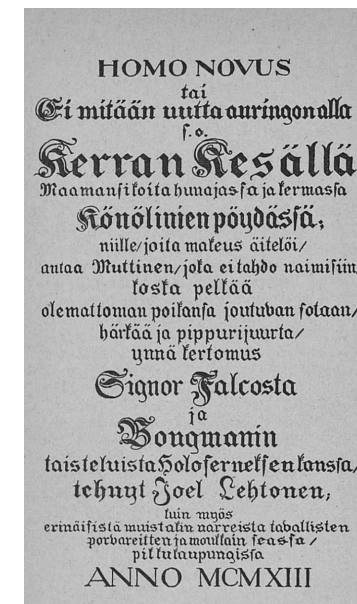 HOMO NOVUS
tai
Ei mitään uutta auringon alla
s.o.
Kerran Kesällä
Maamansikoita hunajassa ja kermassa
Könölinien pöydässä;
niille/joita makeus äitelöi/
antaa Muttinen/joka ei tahdo naimisiin
koska pelkää
olemattoman poikansa joutuvan sotaan/
härkää ja pippurijuurta/
ynnä kertomus
Signor Falcosta
ja
Bongmanin
taisteluista Holoferneksen kanssa/
tehnyt Joel Lehtonen;
kuin myös
erinäisistä muistakin narreista tavallisten
porvareitten ja moukkain seassa /
pikkukaupungissa
ANNO MCMXIII